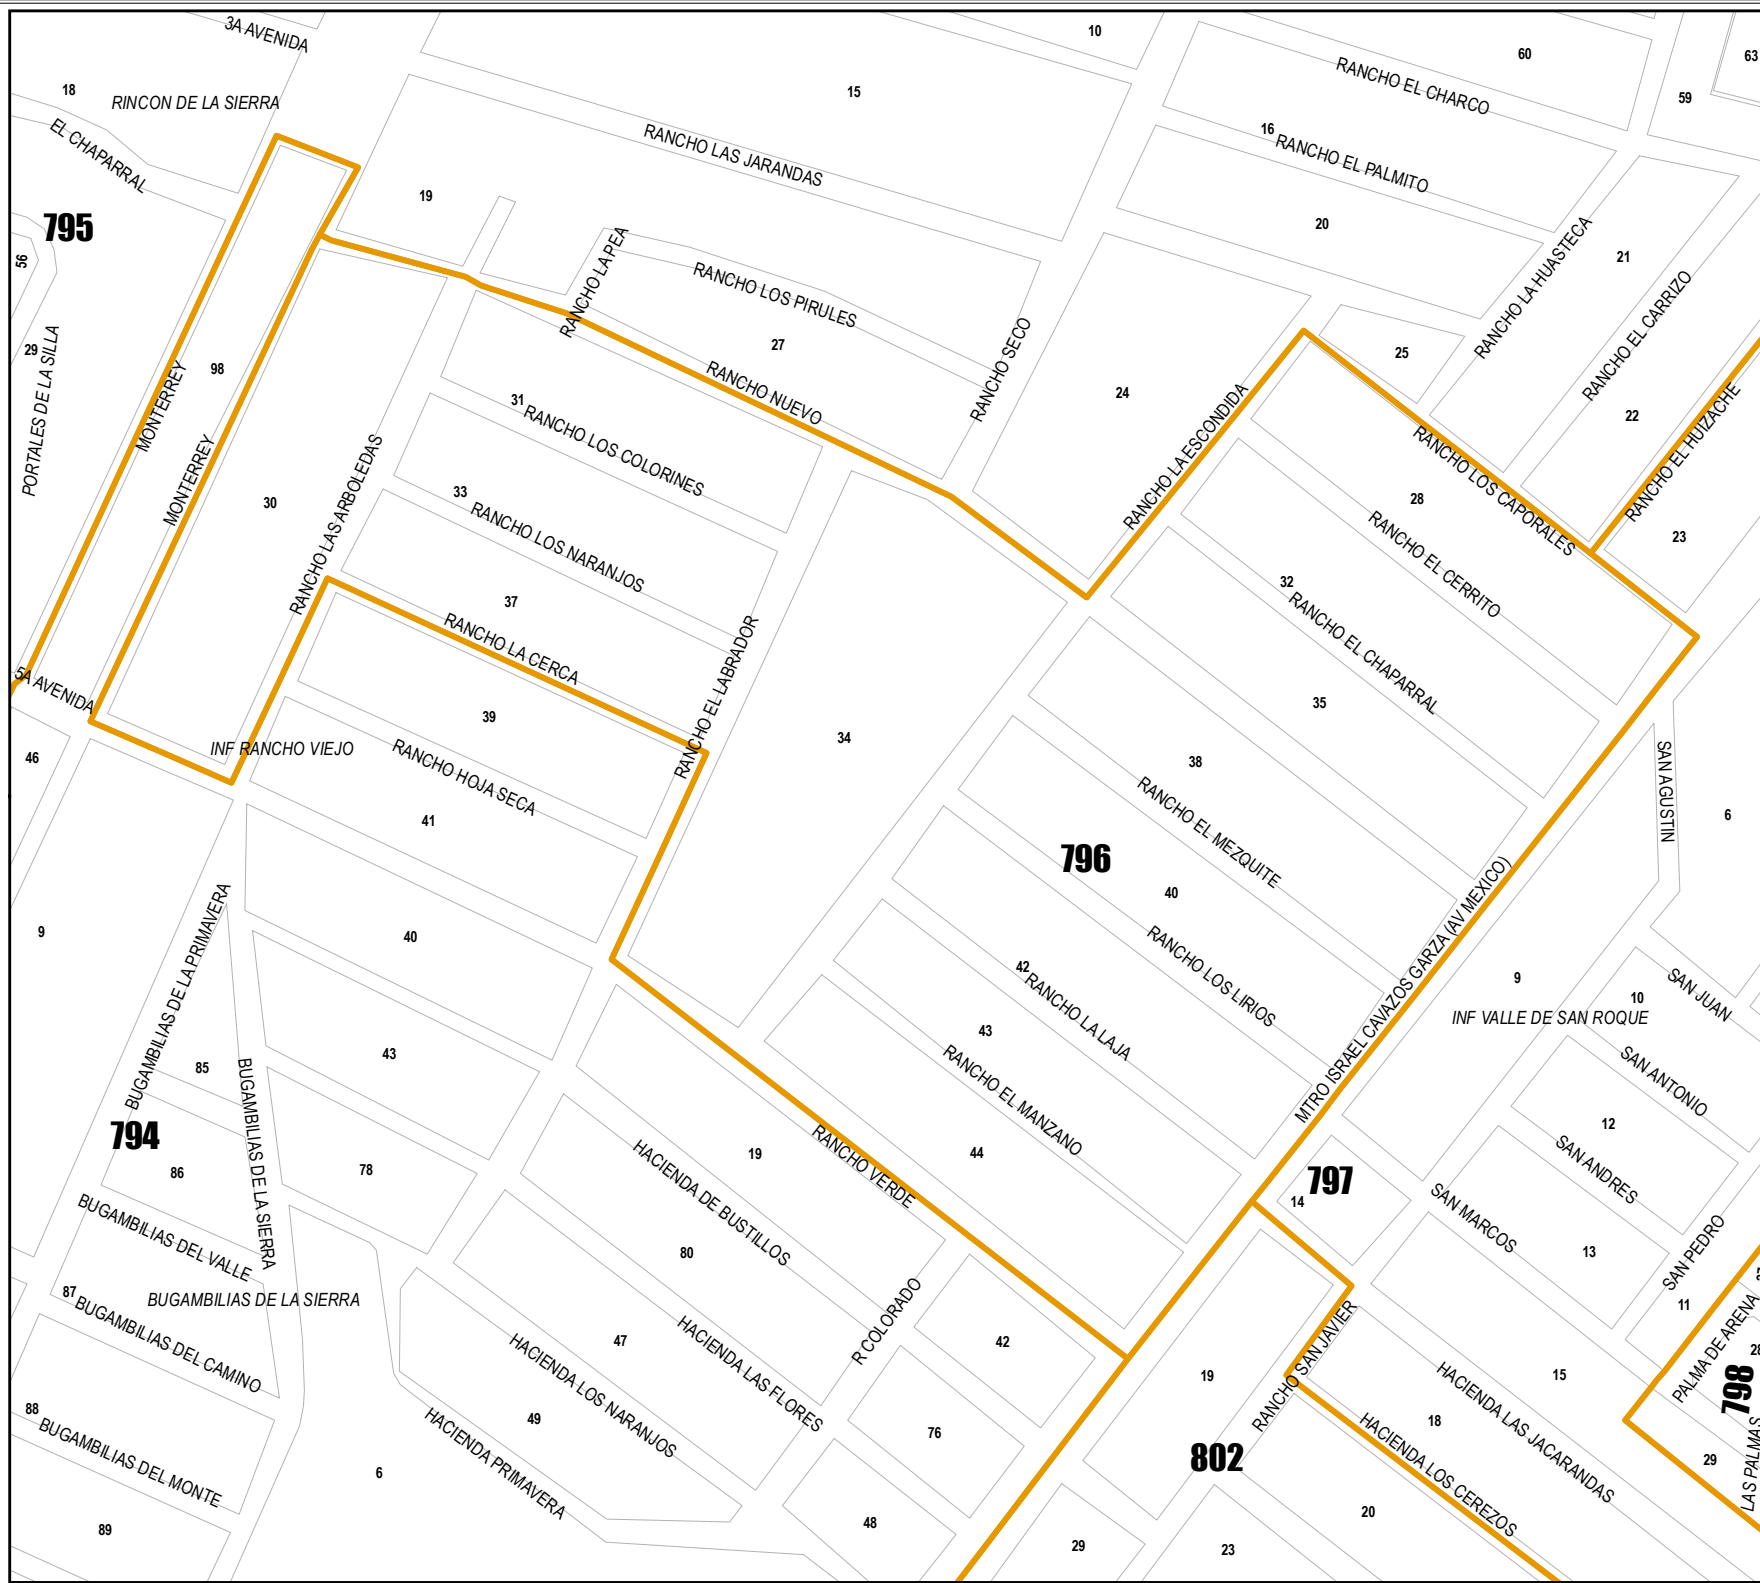 3A AVENIDA
10
60
63
RANCHO EL CHARCO
18
RINCON DE LA SIERRA
15
59
16
EL CHAPARRAL
RANCHO LAS JARANDAS
RANCHO EL PALMITO
19
20
795
56
RANCHO LA PEA
RANCHO LOS PIRULES
RANCHO LA HUASTECA
21
RANCHO EL CARRIZO
27
29
PORTALES DE LA SILLA
98
MONTERREY
MONTERREY
RANCHO NUEVO
RANCHO SECO
24
25
22
RANCHO EL HUIZACHE
31
RANCHO LOS COLORINES
RANCHO LA ESCONDIDA
RANCHO LOS CAPORALES
28
30
RANCHO LAS ARBOLEDAS
33
RANCHO LOS NARANJOS
RANCHO EL CERRITO
23
37
RANCHO LA CERCA
32
RANCHO EL CHAPARRAL
5A AVENIDA
RANCHO EL LABRADOR
35
39
INF RANCHO VIEJO
RANCHO HOJA SECA
34
46
38
SAN AGUSTIN
41
RANCHO EL MEZQUITE
6
796
40
9
BUGAMBILIAS DE LA PRIMAVERA
40
RANCHO LOS LIRIOS
MTRO ISRAEL CAVAZOS GARZA (AV MEXICO)
42
RANCHO LA LAJA
9
10
SAN JUAN
INF VALLE DE SAN ROQUE
43
43
RANCHO EL MANZANO
SAN ANTONIO
85
BUGAMBILIAS DE LA SIERRA
794
12
RANCHO VERDE
44
19
HACIENDA DE BUSTILLOS
SAN ANDRES
86
78
797
14
SAN MARCOS
BUGAMBILIAS DEL VALLE
80
13
SAN PEDRO
87
BUGAMBILIAS DE LA SIERRA
11
BUGAMBILIAS DEL CAMINO
R COLORADO
47
HACIENDA LAS FLORES
42
RANCHO SAN JAVIER
PALMA DE ARENA
28
HACIENDA LOS NARANJOS
19
HACIENDA LAS JACARANDAS
15
798
88
49
HACIENDA PRIMAVERA
76
18
HACIENDA LOS CEREZOS
BUGAMBILIAS DEL MONTE
802
29
LAS PALMAS
6
89
48
20
29
23